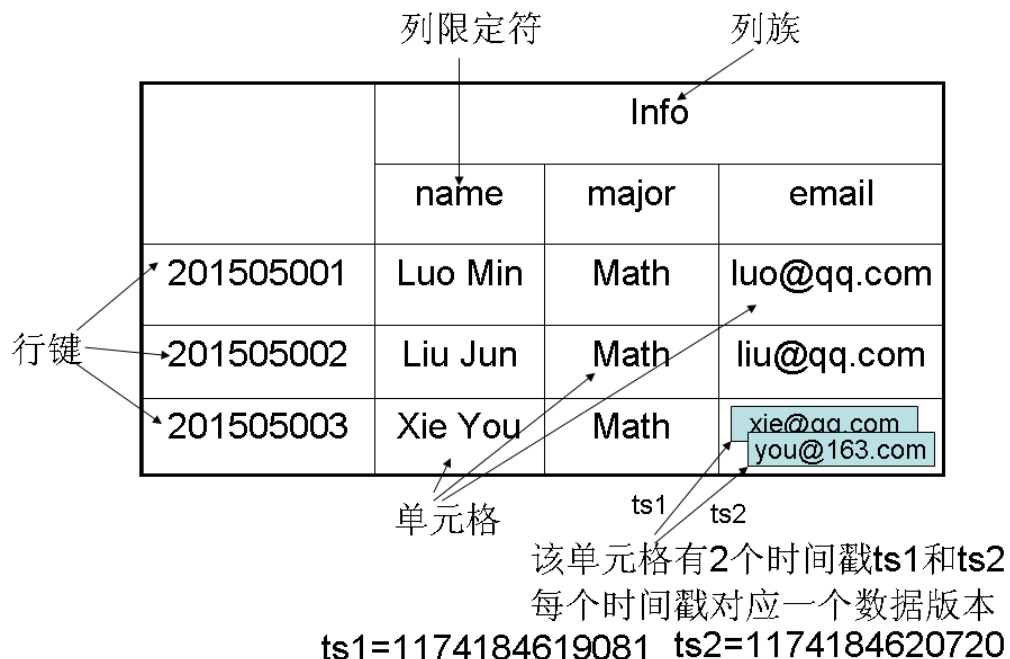 列限定符 列族
Info
name major email
201505001 Luo Min Math luo@qq.com
行键
201505002 Liu Jun Math liu@qq.com
201505003 Xie You Math xie@qq.com
you@163.com
单元格 ts1 ts2
该单元格有2个时间戳ts1和ts2
每个时间戳对应一个数据版本
ts1=1174184619081 ts2=1174184620720